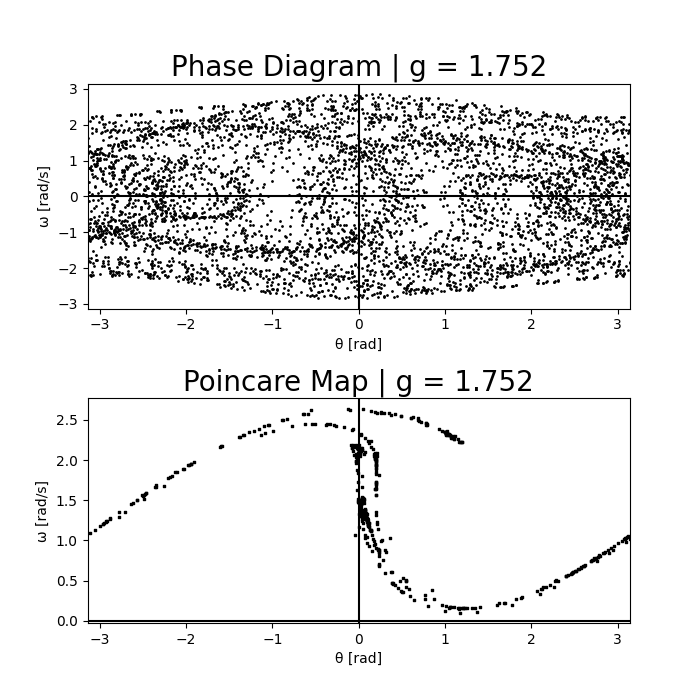 Phase Diagram | g = 1.752
3
2
1
0
−1
−2
−3
ω [rad/s]
−3 −2 −1 0 1 2 3
θ [rad]
Poincare Map | g = 1.752
2.5
2.0
1.5
1.0
0.5
0.0
ω [rad/s]
−3 −2 −1 0 1 2 3
θ [rad]